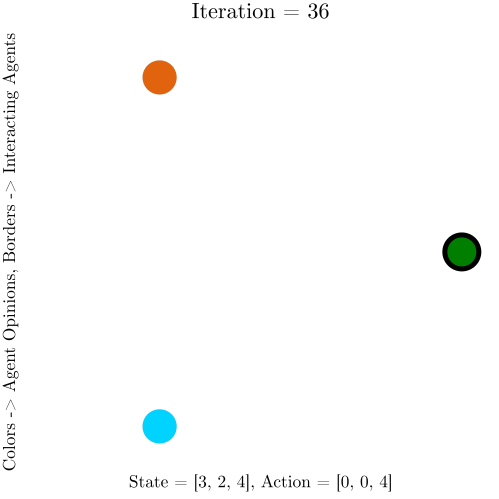 Iteration = 36
Colors -> Agent Opinions, Borders -> Interacting Agents
State = [3, 2, 4], Action = [0, 0, 4]